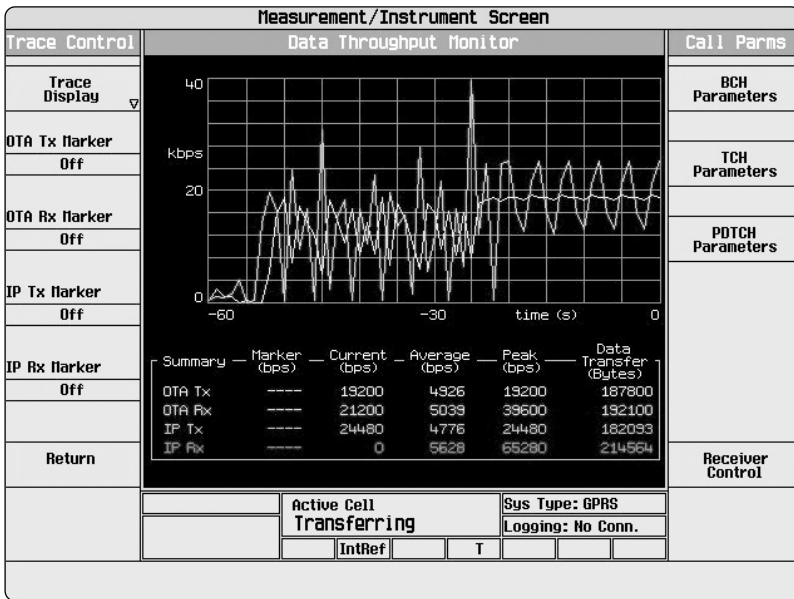 Measurement/Instrument Screen
Trace Control
Data Throughput Monitor
Call Parms
Trace
Display
OTA Tx Marker
Off
OTA Rx Marker
Off
IP Tx Marker
Off
IP Rx Marker
Off
Return
40
kbps
20
0
-60
-30
time (s)
0
Summary Marker (bps) Current (bps) Average (bps) Peak (bps) Data Transfer (Bytes)
OTA Tx ---- 19200 4926 19200 187800
OTA Rx ---- 21200 5039 39600 192100
IP Tx ---- 24480 4776 24480 182093
IP Rx ---- 0 5628 65280 214564
BCH
Parameters
TCH
Parameters
PDTCH
Parameters
Receiver
Control
Active Cell
Transferring
Sys Type: GPRS
Logging: No Conn.
IntRef
T